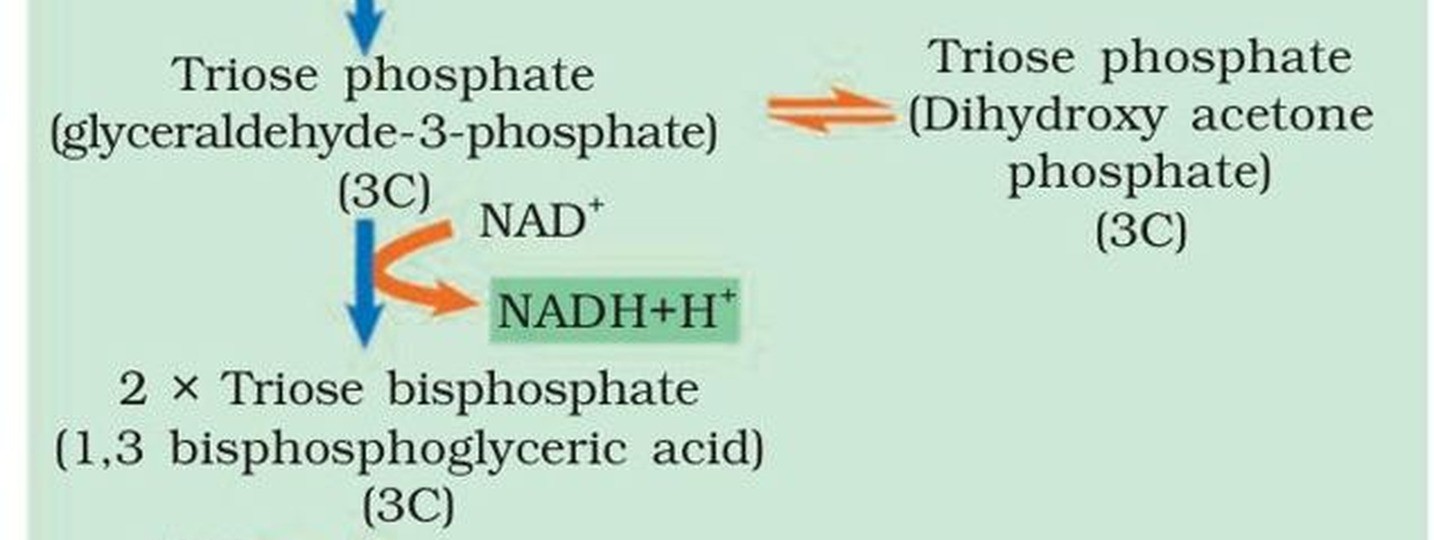 Triose phosphate
(glyceraldehyde-3-phosphate)
(3C)
Triose phosphate
(Dihydroxy acetone
phosphate)
(3C)
NAD⁺
NADH+H⁺
2 × Triose bisphosphate
(1,3 bisphosphoglyceric acid)
(3C)